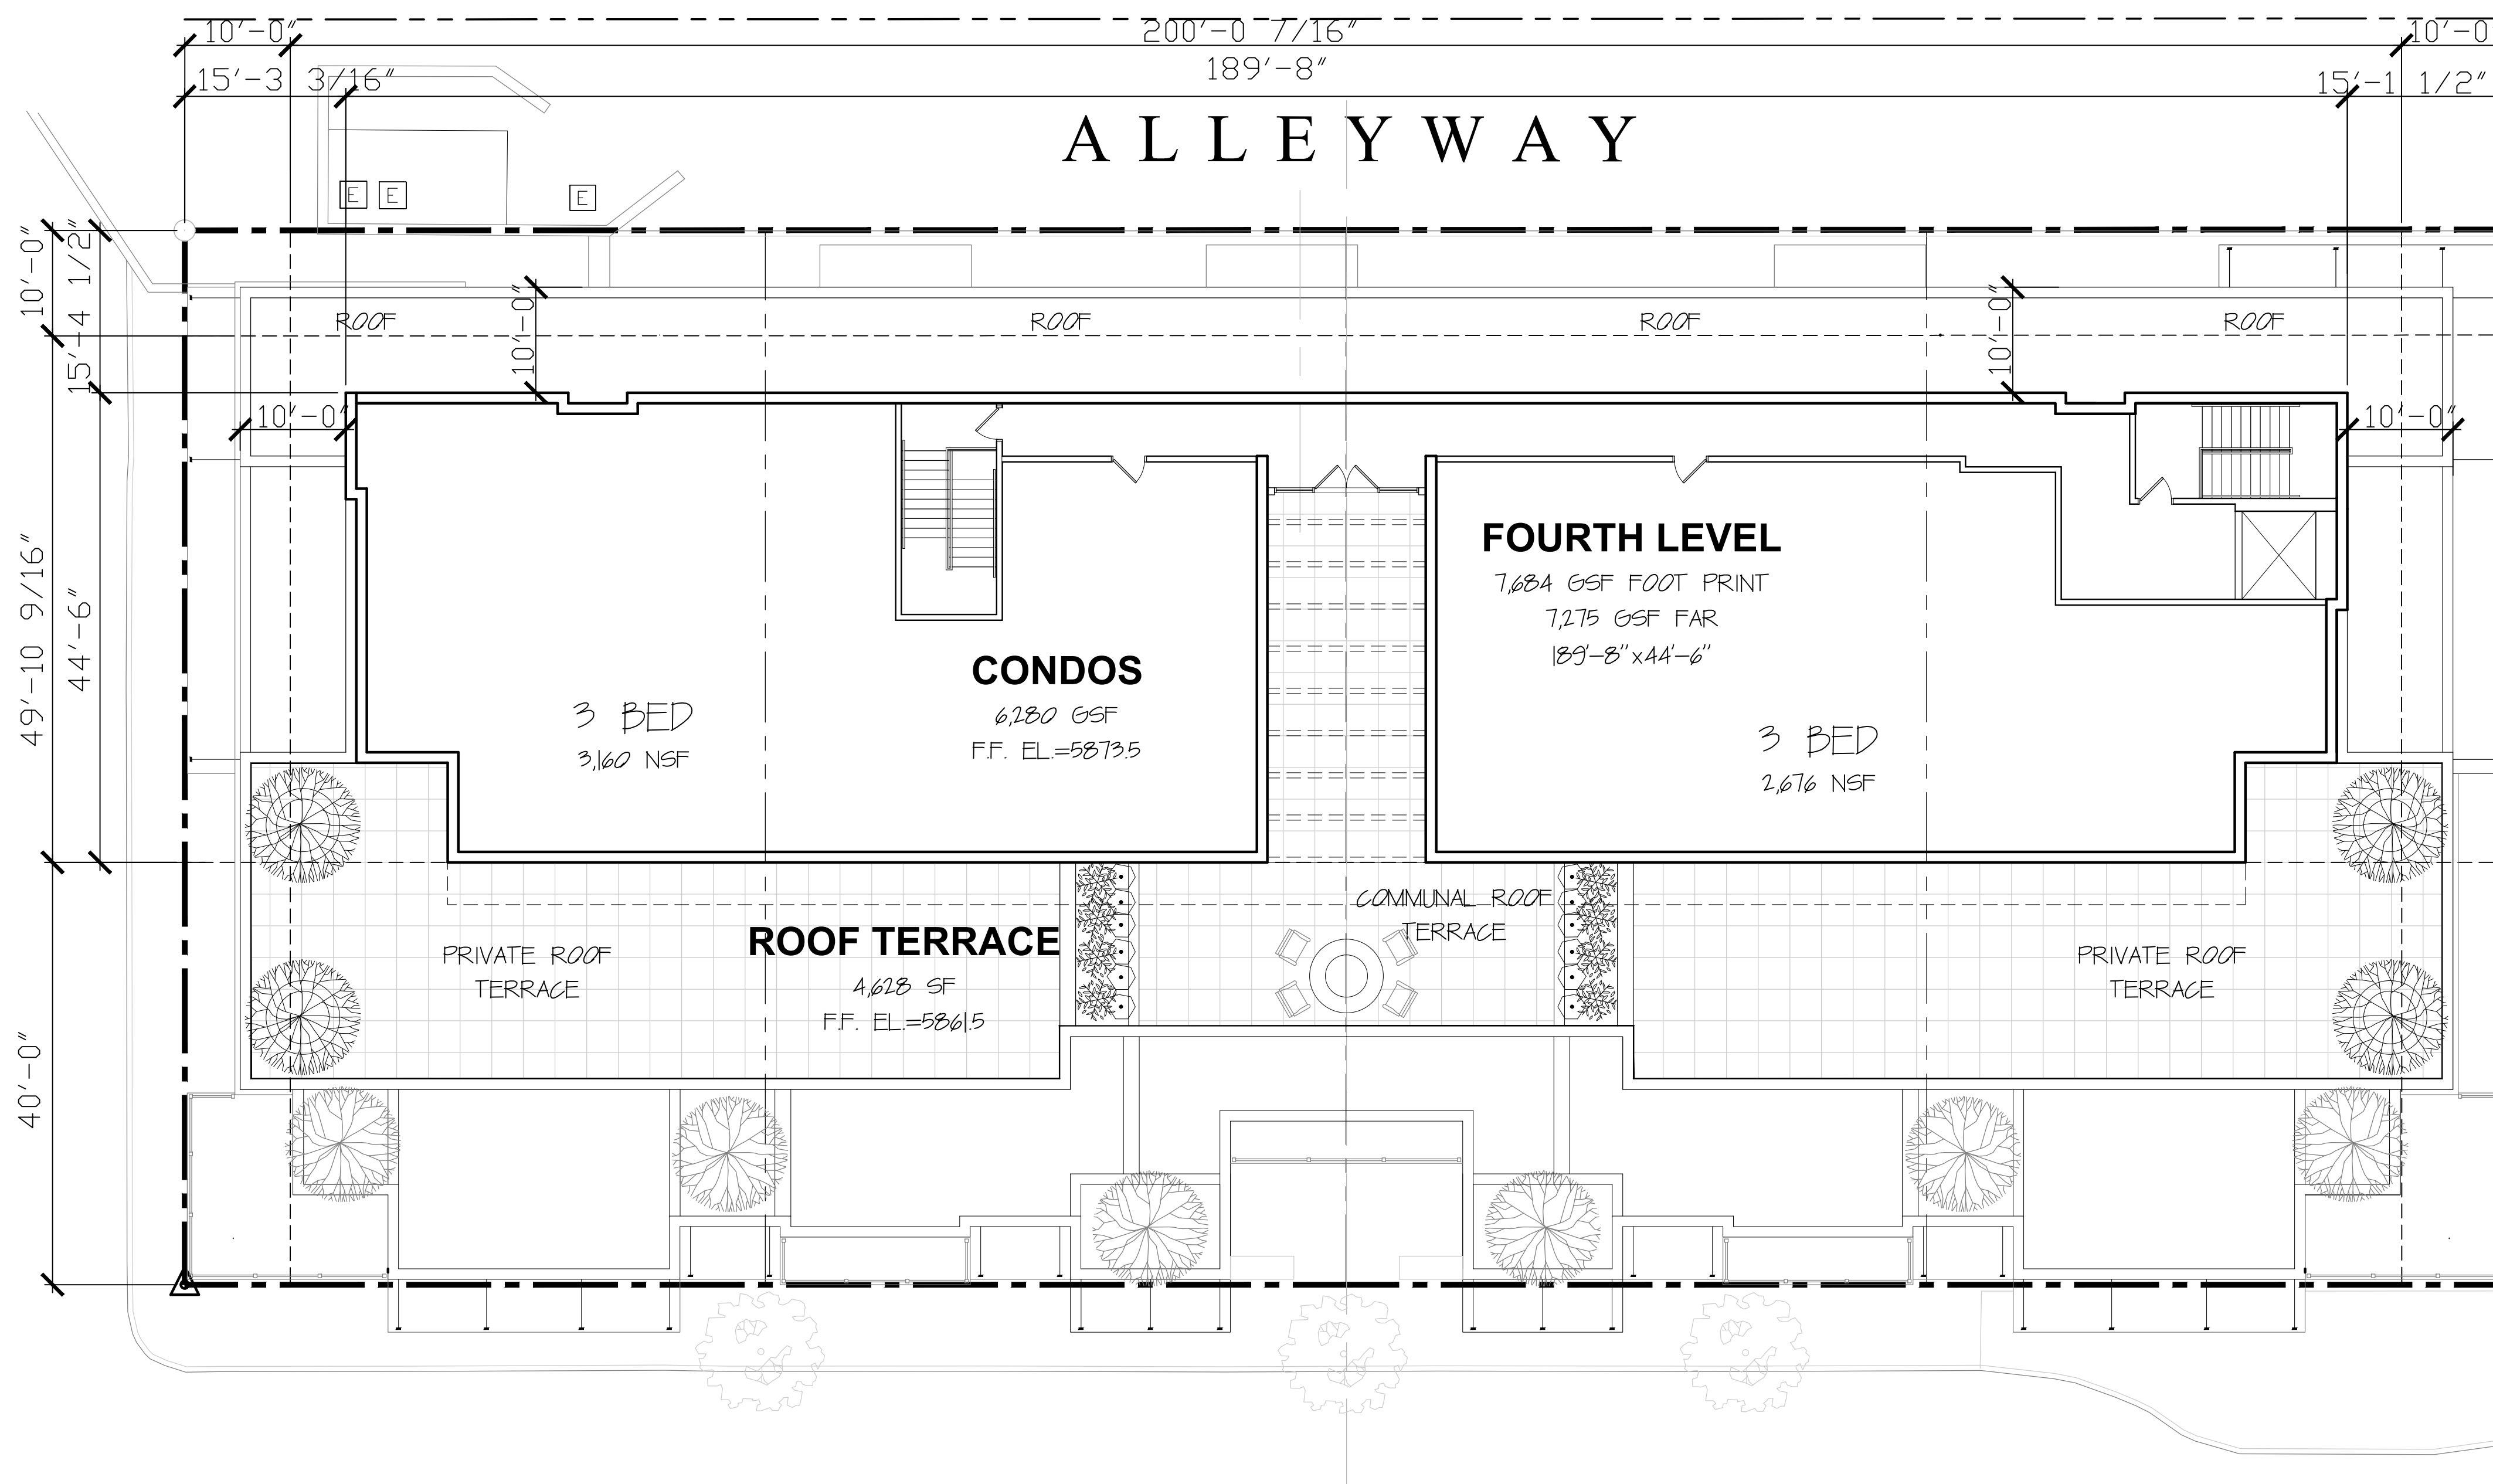 10'-0"
200'-0 7/16"
10'-0
15'-3 3/16"
189'-8"
15'-1 1/2"
ALLEYWAY
E
E
E
10'-0"
15'-4 1/2"
ROOF
ROOF
ROOF
ROOF
10'-0"
10'-0"
10'-0"
10'-0"
49'-10 9/16"
44'-6"
FOURTH LEVEL
7,684 GSF FOOT PRINT
7,275 GSF FAR
189'-8"x44'-6"
CONDOS
6,280 GSF
F.F. EL.=5873.5
3 BED
3,160 NSF
3 BED
2,676 NSF
COMMUNAL ROOF
TERRACE
PRIVATE ROOF
TERRACE
ROOF TERRACE
4,628 SF
F.F. EL.=5861.5
PRIVATE ROOF
TERRACE
40'-0"